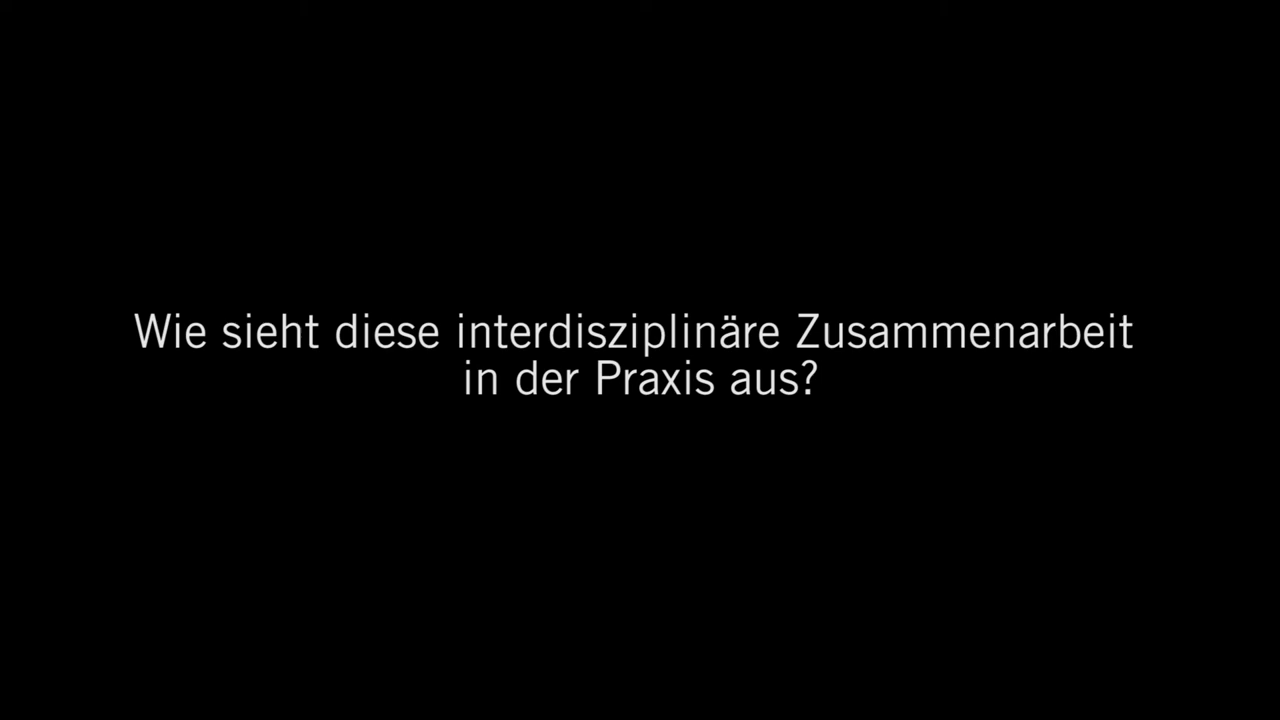 Wie sieht diese interdisziplinäre Zusammenarbeit
in der Praxis aus?